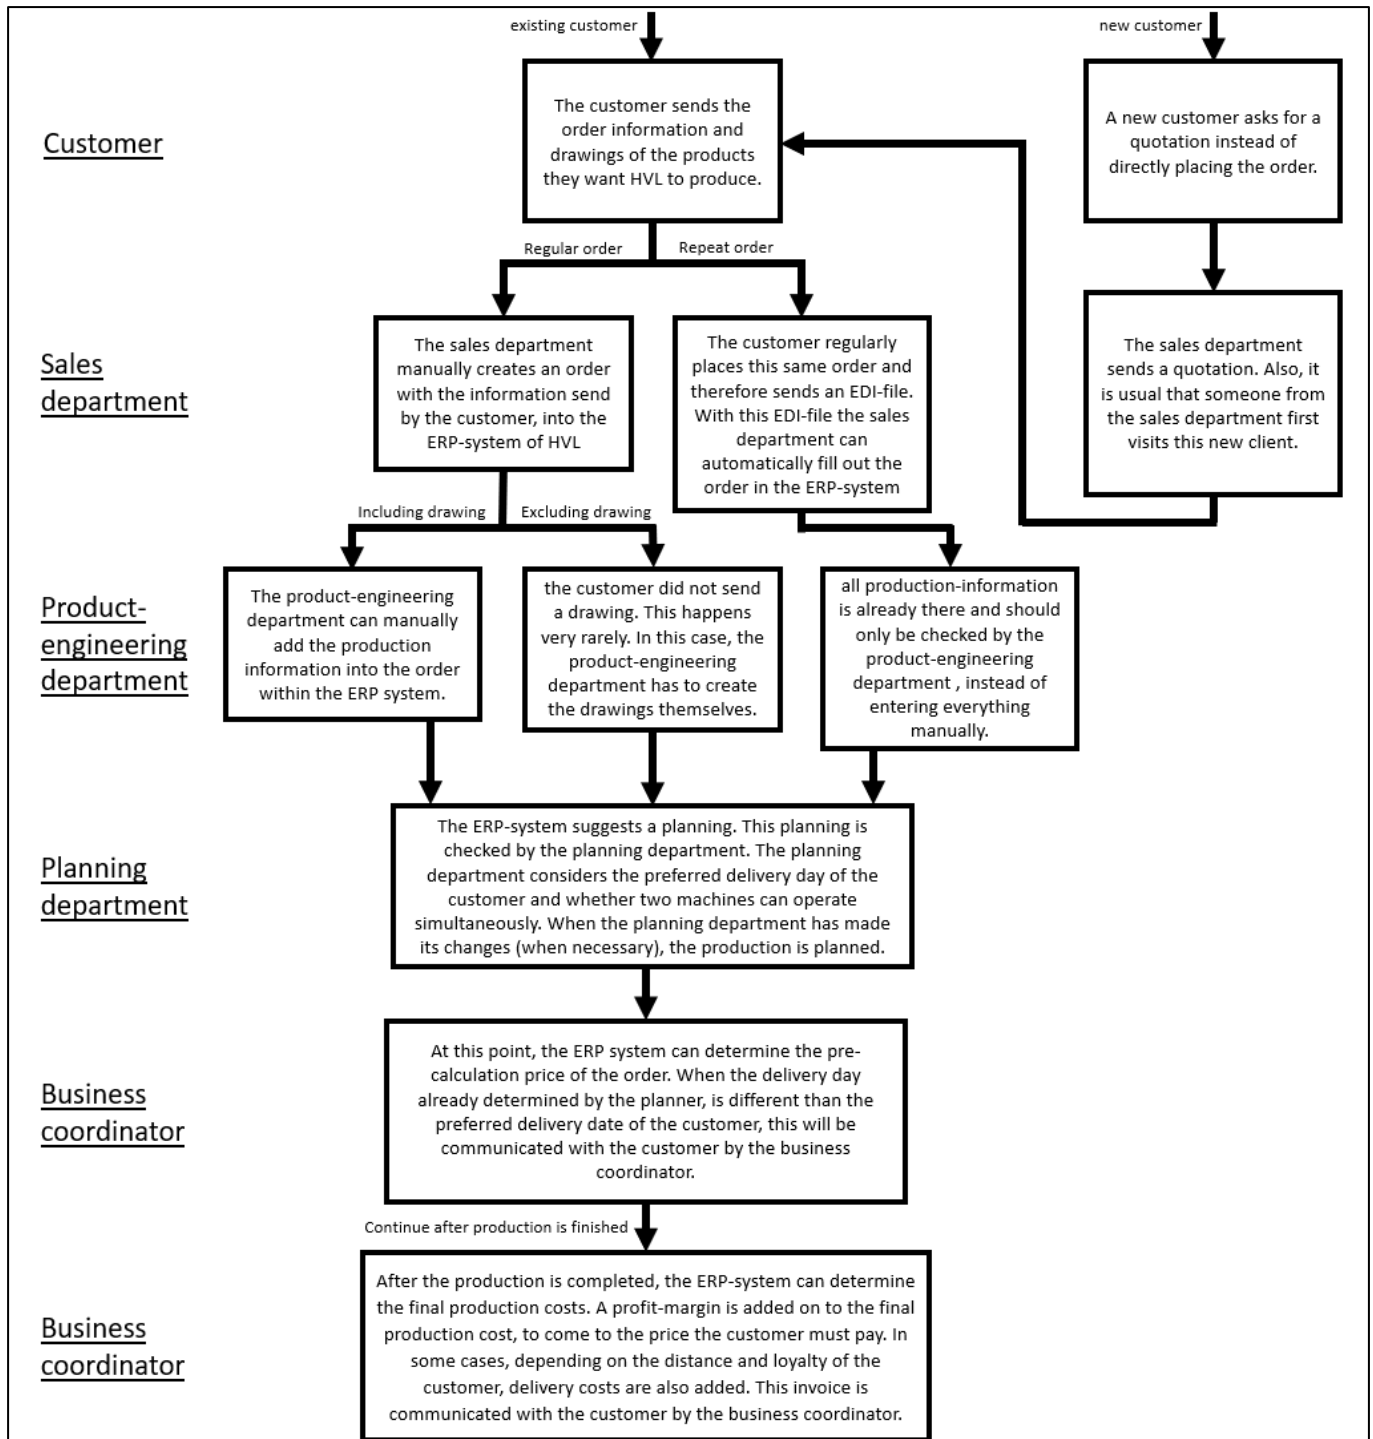 existing customer
new customer
Customer
The customer sends the
order information and
drawings of the products
they want HVL to produce.
A new customer asks for a
quotation instead of
directly placing the order.
Regular order
Repeat order
Sales
department
The sales department
manually creates an order
with the information send
by the customer, into the
ERP-system of HVL
The customer regularly
places this same order and
therefore sends an EDI-file.
With this EDI-file the sales
department can
automatically fill out the
order in the ERP-system
The sales department
sends a quotation. Also, it
is usual that someone from
the sales department first
visits this new client.
Including drawing
Excluding drawing
Product-
engineering
department
The product-engineering
department can manually
add the production
information into the order
within the ERP system.
the customer did not send
a drawing. This happens
very rarely. In this case, the
product-engineering
department has to create
the drawings themselves.
all production-information
is already there and should
only be checked by the
product-engineering
department , instead of
entering everything
manually.
Planning
department
The ERP-system suggests a planning. This planning is
checked by the planning department. The planning
department considers the preferred delivery day of the
customer and whether two machines can operate
simultaneously. When the planning department has made
its changes (when necessary), the production is planned.
Business
coordinator
At this point, the ERP system can determine the pre-
calculation price of the order. When the delivery day
already determined by the planner, is different than the
preferred delivery date of the customer, this will be
communicated with the customer by the business
coordinator.
Continue after production is finished
Business
coordinator
After the production is completed, the ERP-system can determine
the final production costs. A profit-margin is added on to the final
production cost, to come to the price the customer must pay. In
some cases, depending on the distance and loyalty of the
customer, delivery costs are also added. This invoice is
communicated with the customer by the business coordinator.